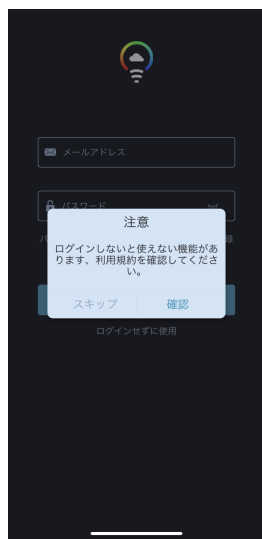 メールアドレス
パスワード
注意
ログインしないと使えない機能があ
ります、利用規約を確認してくださ
い。
スキップ
確認
ログインせずに使用